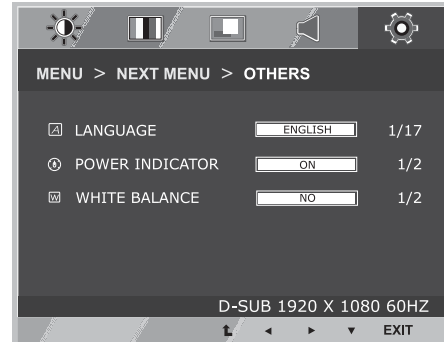 MENU > NEXT MENU > OTHERS
A LANGUAGE ENGLISH 1/17
POWER INDICATOR ON 1/2
W WHITE BALANCE NO 1/2
D-SUB 1920 X 1080 60HZ
EXIT